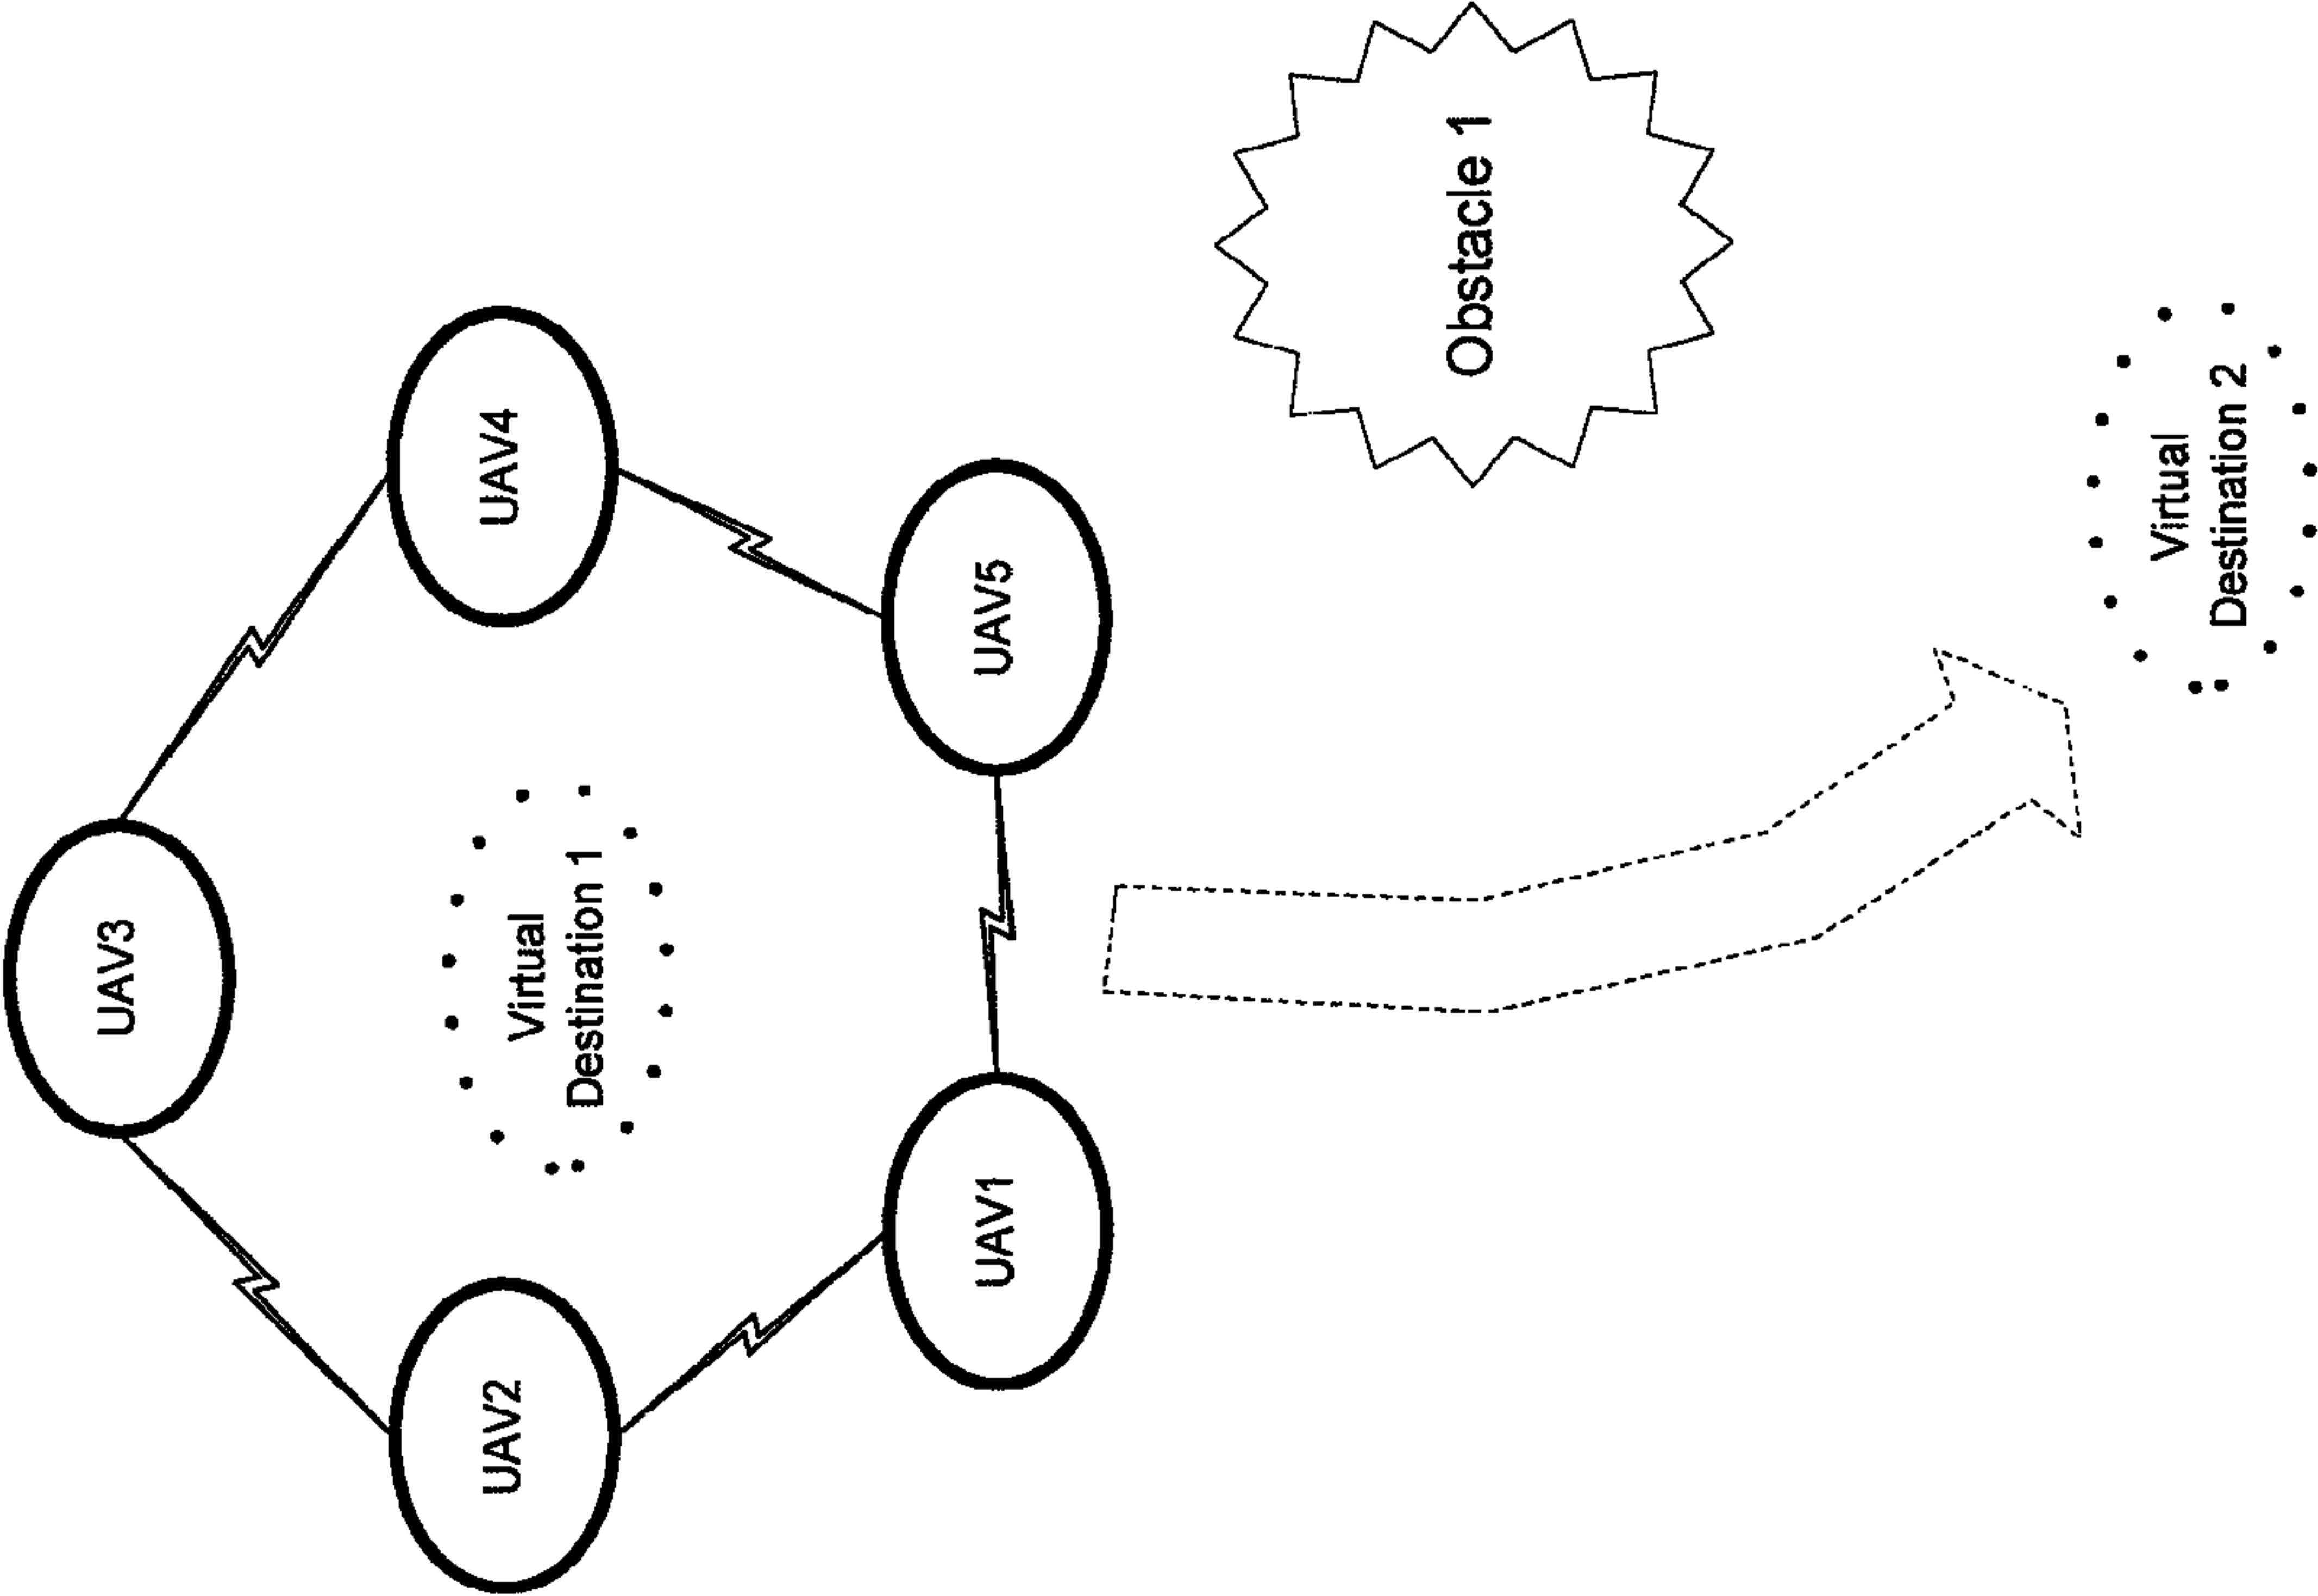 UAV3
UAV2
UAV4
Virtual
Destination 1
UAV1
UAV5
Obstacle 1
Virtual
Destination 2